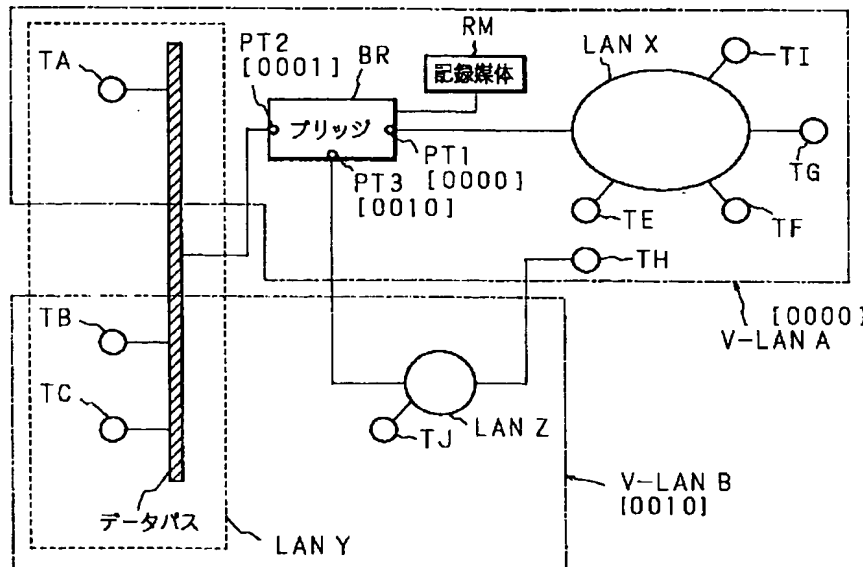 RM
TA
PT2
[0001]
BR
記録媒体
LAN X
TI
ブリッジ
PT1
[0000]
PT3
[0010]
TG
TE
TF
TH
[0000]
V-LAN A
TB
TC
TJ
LAN Z
V-LAN B
[0010]
データバス
LAN Y